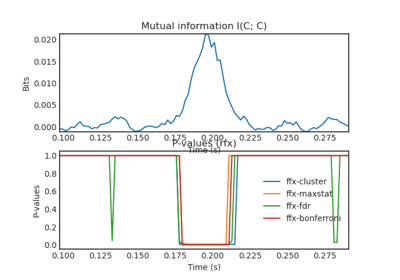 Mutual information I(C; C)
Bits
0.020
0.015
0.010
0.005
0.000
0.100 0.125 0.150 0.175 0.200 0.225 0.250 0.275
Time (s)
P-values (rfx)
P-values
1.0
0.8
0.6
0.4
0.2
0.0
ffx-cluster
ffx-maxstat
ffx-fdr
ffx-bonferroni
0.100 0.125 0.150 0.175 0.200 0.225 0.250 0.275
Time (s)